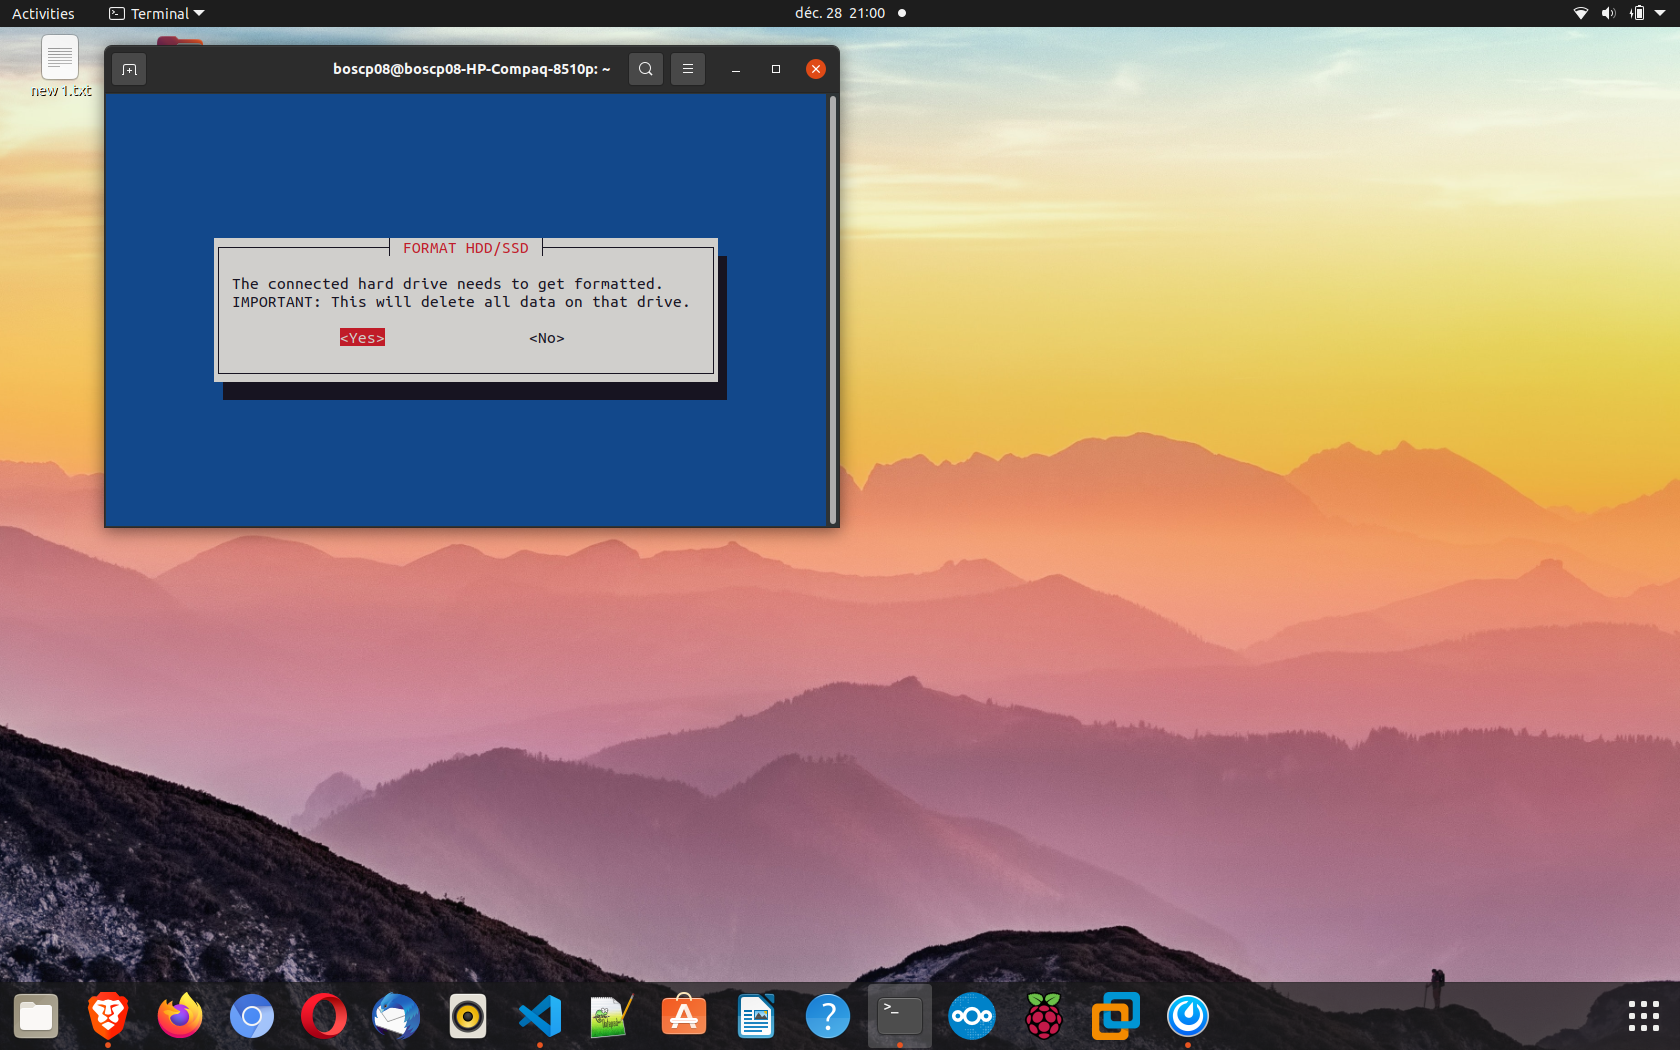 Activities
Terminal
déc. 28 21:00
new 1.txt
boscp08@boscp08-HP-Compaq-8510p: ~
FORMAT HDD/SSD
The connected hard drive needs to get formatted.
IMPORTANT: This will delete all data on that drive.
<Yes> <No>
>_